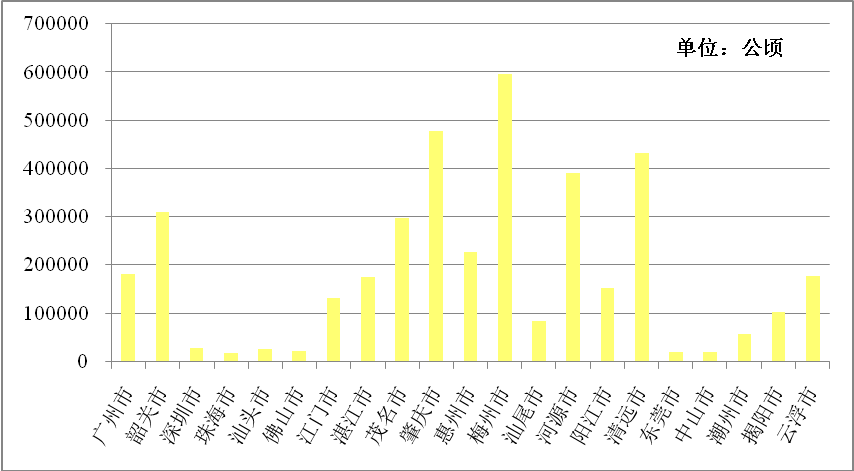 700000
单位：公顷
600000
500000
400000
300000
200000
100000
0
广州市
韶关市
深圳市
珠海市
汕头市
佛山市
江门市
湛江市
茂名市
肇庆市
惠州市
梅州市
汕尾市
河源市
阳江市
清远市
东莞市
中山市
潮州市
揭阳市
云浮市